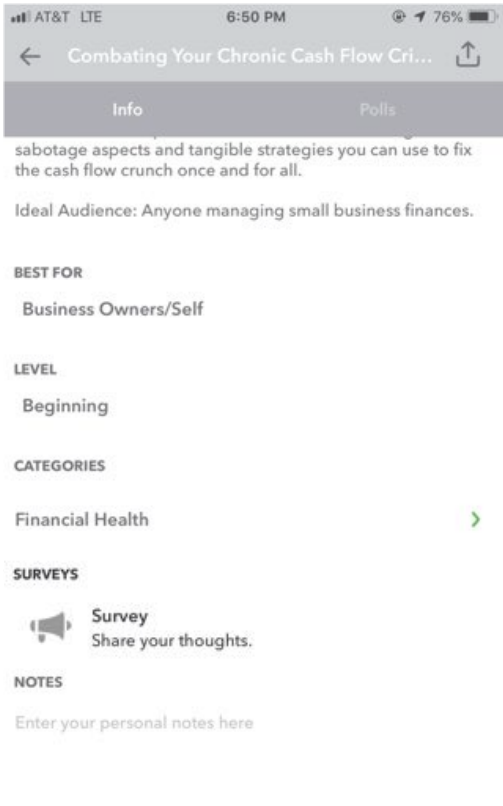 AT&T LTE 6:50 PM 76%
Combating Your Chronic Cash Flow Cri...
Info Polls
sabotage aspects and tangible strategies you can use to fix
the cash flow crunch once and for all.
Ideal Audience: Anyone managing small business finances.
BEST FOR
Business Owners/Self
LEVEL
Beginning
CATEGORIES
Financial Health
SURVEYS
Survey
Share your thoughts.
NOTES
Enter your personal notes here